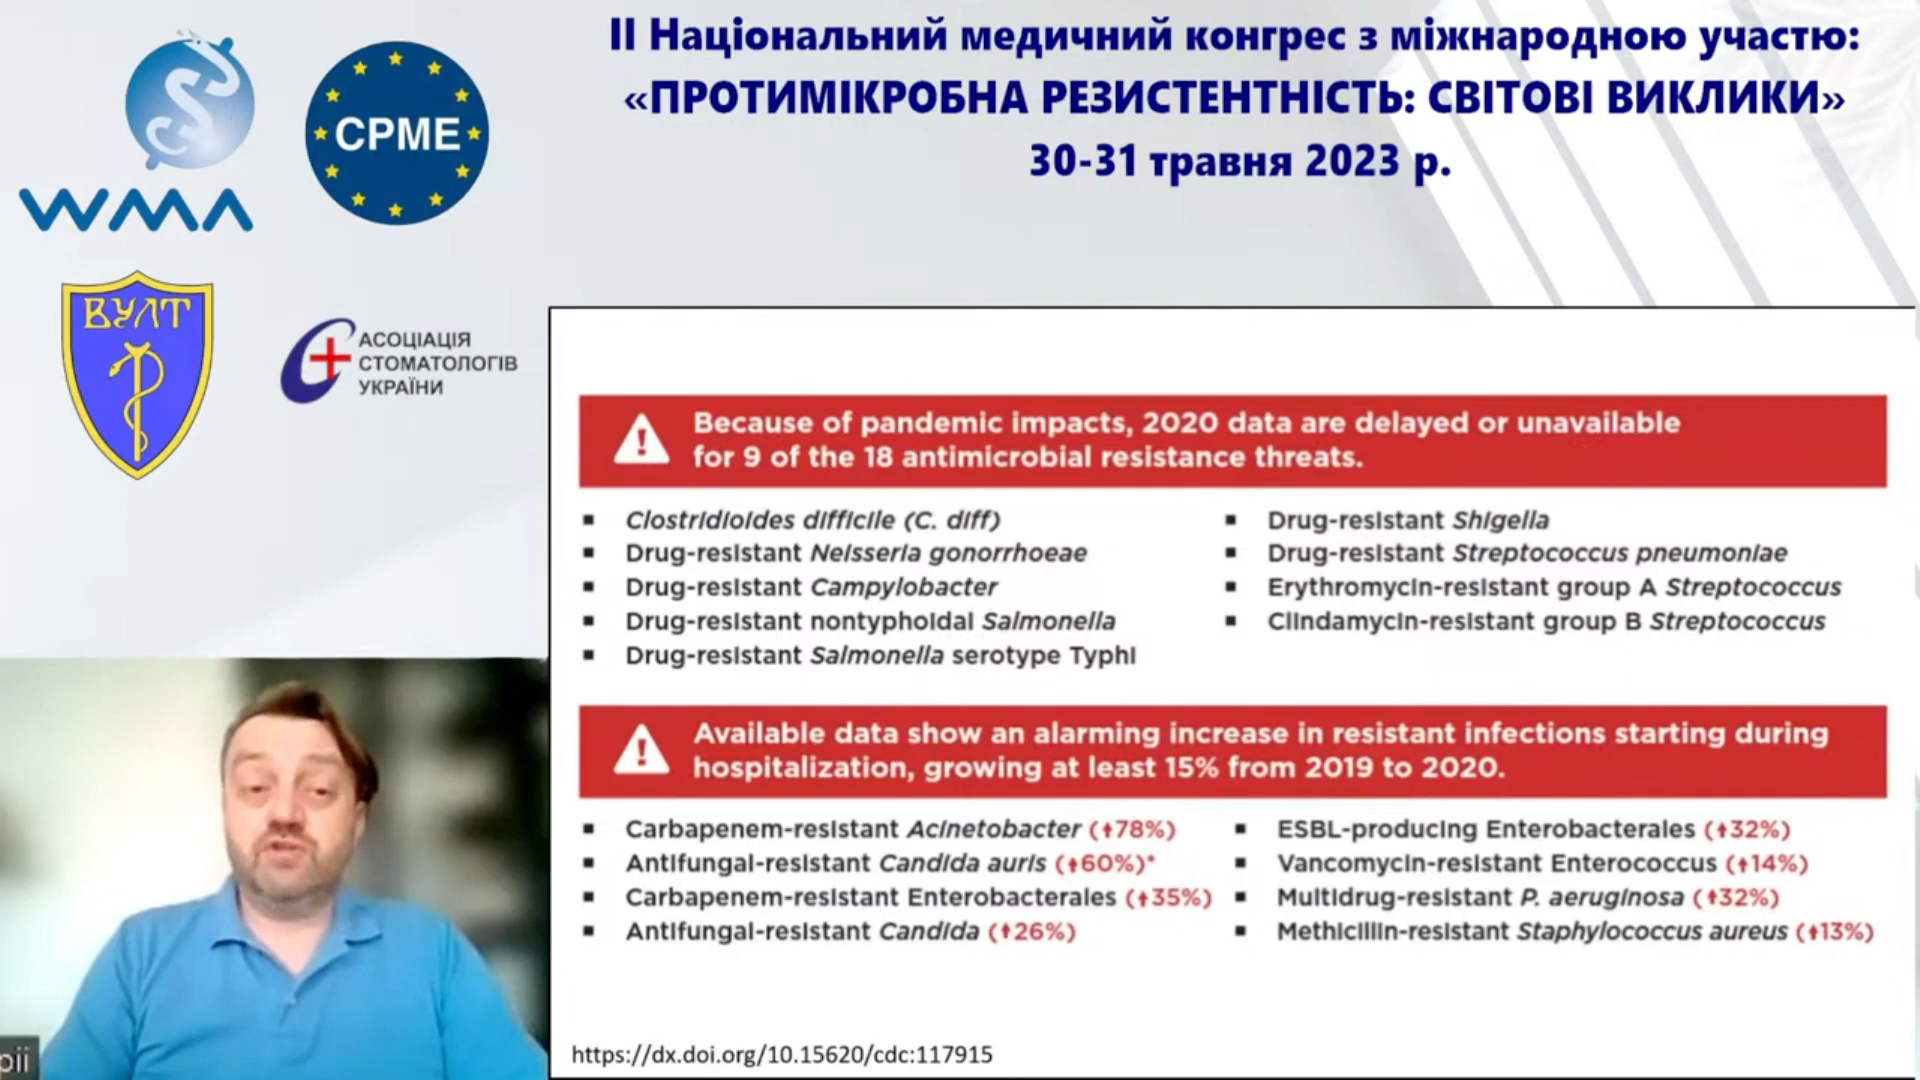 II Національний медичний конгрес з міжнародною участю:
«ПРОТИМІКРОБНА РЕЗИСТЕНТНІСТЬ: СВІТОВІ ВИКЛИКИ»
30-31 травня 2023 р.
WMA
CPME
ВУЛТ
АСОЦІАЦІЯ
СТОМАТОЛОГІВ
УКРАЇНИ
Because of pandemic impacts, 2020 data are delayed or unavailable
for 9 of the 18 antimicrobial resistance threats.
▪ Clostridioides difficile (C. diff)
▪ Drug-resistant Neisseria gonorrhoeae
▪ Drug-resistant Campylobacter
▪ Drug-resistant nontyphoidal Salmonella
▪ Drug-resistant Salmonella serotype Typhi
▪ Drug-resistant Shigella
▪ Drug-resistant Streptococcus pneumoniae
▪ Erythromycin-resistant group A Streptococcus
▪ Clindamycin-resistant group B Streptococcus
Available data show an alarming increase in resistant infections starting during
hospitalization, growing at least 15% from 2019 to 2020.
▪ Carbapenem-resistant Acinetobacter (↑78%)
▪ Antifungal-resistant Candida auris (↑60%)*
▪ Carbapenem-resistant Enterobacterales (↑35%)
▪ Antifungal-resistant Candida (↑26%)
▪ ESBL-producing Enterobacterales (↑32%)
▪ Vancomycin-resistant Enterococcus (↑14%)
▪ Multidrug-resistant P. aeruginosa (↑32%)
▪ Methicillin-resistant Staphylococcus aureus (↑13%)
https://dx.doi.org/10.15620/cdc:117915